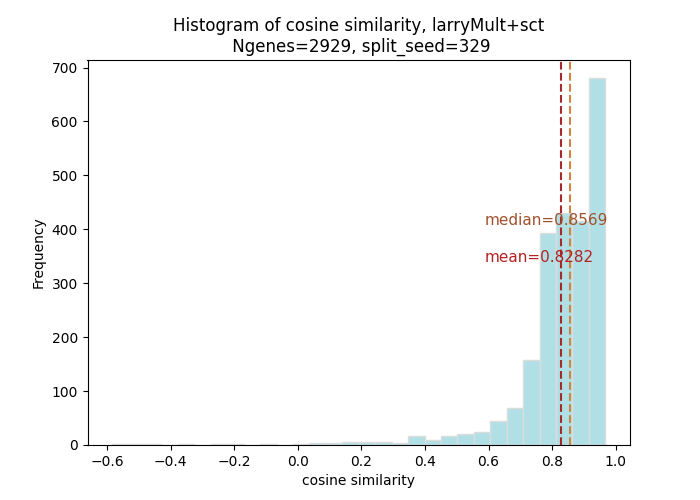 Histogram of cosine similarity, larryMult+sct
Ngenes=2929, split_seed=329
700
600
500
400
300
200
100
0
Frequency
median=0.8569
mean=0.8282
−0.6 −0.4 −0.2 0.0 0.2 0.4 0.6 0.8 1.0
cosine similarity